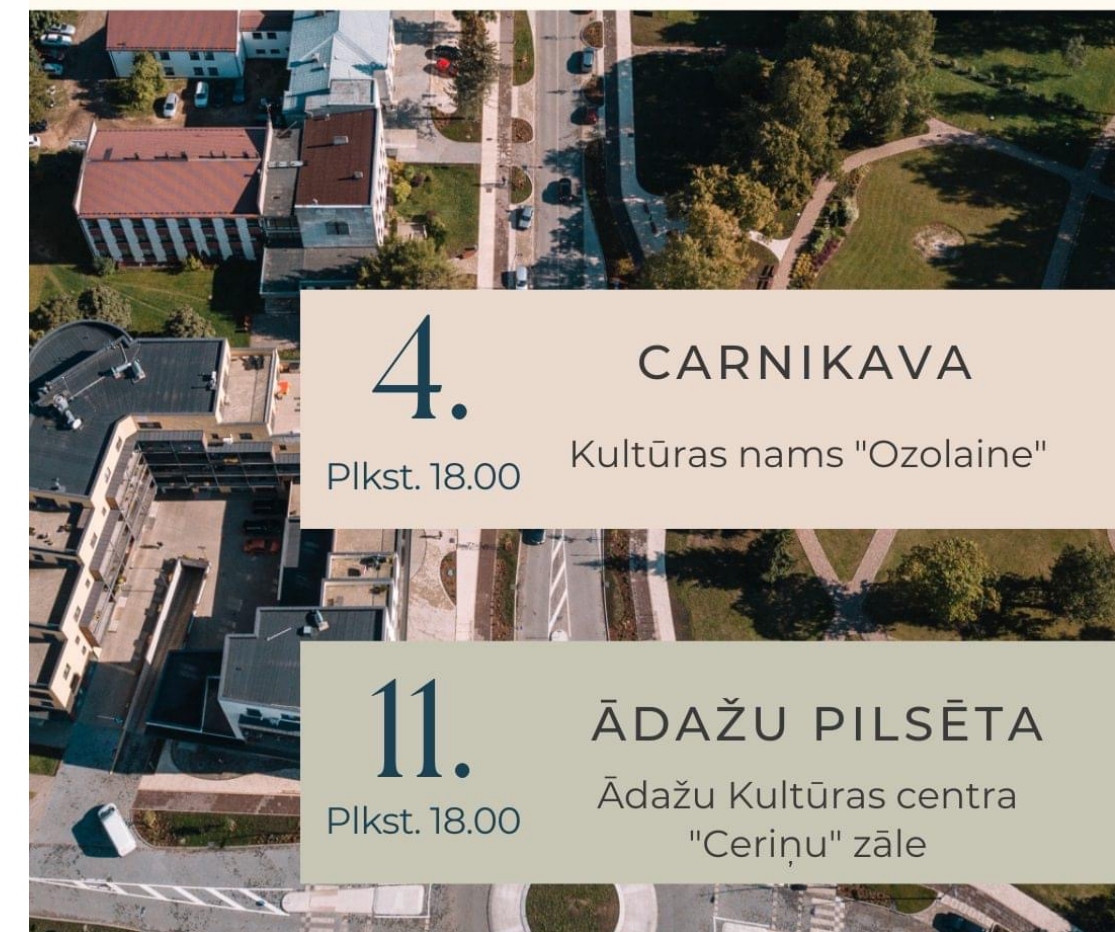 4.
Plkst. 18.00
CARNIKAVA
Kultūras nams "Ozolaine"
11.
Plkst. 18.00
ĀDAŽU PILSĒTA
Ādažu Kultūras centra
"Ceriņu" zāle